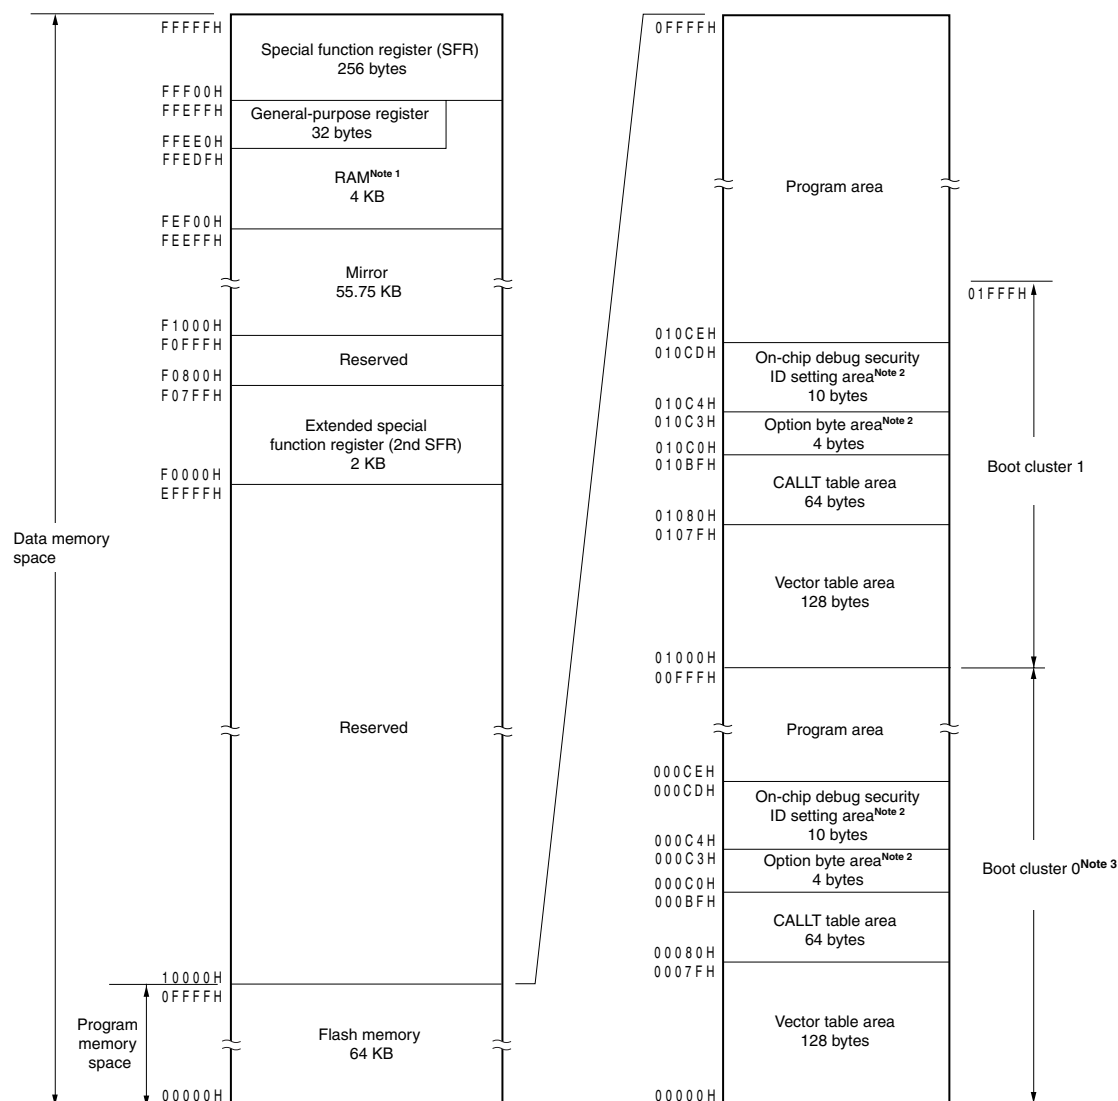 FFFFFH
Special function register (SFR)
256 bytes
FFF00H
FFEFFH
General-purpose register
32 bytes
FFEE0H
FFEDFH
RAMNote 1
4 KB
FEF00H
FEEFFH
Mirror
55.75 KB
F1000H
F0FFFH
Reserved
F0800H
F07FFH
Extended special
function register (2nd SFR)
2 KB
F0000H
EFFFFH
Data memory
space
Reserved
10000H
0FFFFH
Program
memory
space
Flash memory
64 KB
00000H
0FFFFH
Program area
01FFFH
010CEH
010CDH
On-chip debug security
ID setting areaNote 2
10 bytes
010C4H
010C3H
Option byte areaNote 2
4 bytes
010C0H
010BFH
Boot cluster 1
CALLT table area
64 bytes
01080H
0107FH
Vector table area
128 bytes
01000H
00FFFH
Program area
000CEH
000CDH
On-chip debug security
ID setting areaNote 2
10 bytes
000C4H
000C3H
Option byte areaNote 2
4 bytes
Boot cluster 0Note 3
000C0H
000BFH
CALLT table area
64 bytes
00080H
0007FH
Vector table area
128 bytes
00000H